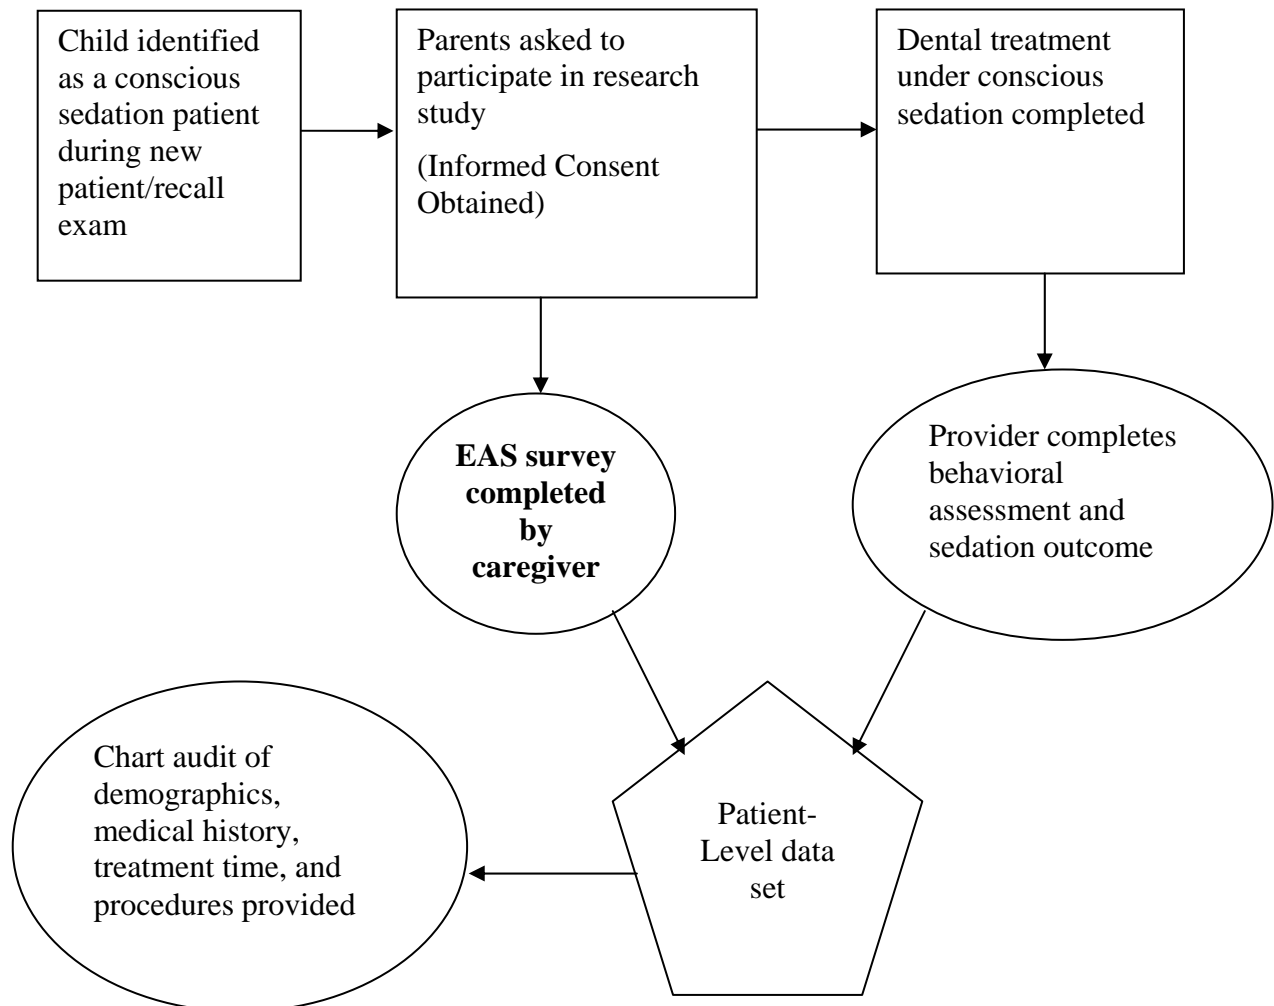 Child identified
as a conscious
sedation patient
during new
patient/recall
exam
Parents asked to
participate in research
study
(Informed Consent
Obtained)
Dental treatment
under conscious
sedation completed
EAS survey
completed
by
caregiver
Provider completes
behavioral
assessment and
sedation outcome
Chart audit of
demographics,
medical history,
treatment time, and
procedures provided
Patient-
Level data
set